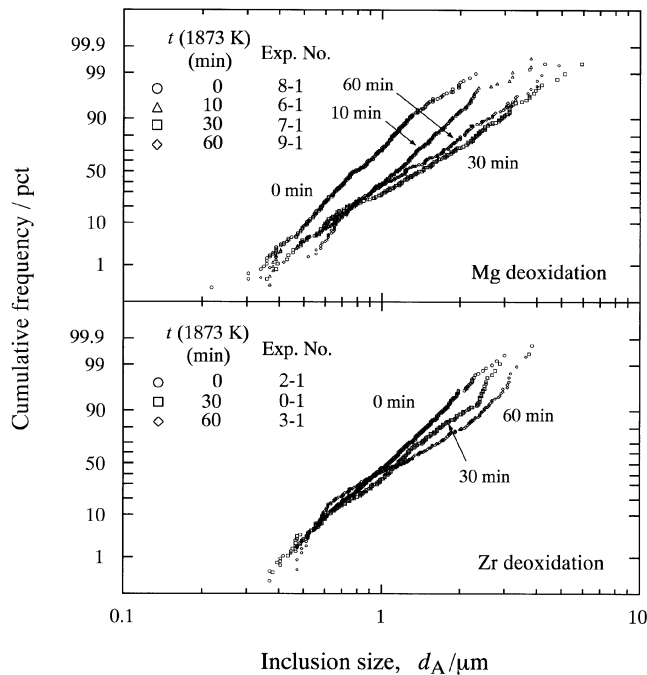 t (1873 K) Exp. No.
(min)
0 8-1
10 6-1
30 7-1
60 9-1
60 min
10 min
0 min
30 min
Mg deoxidation
99.9
99
90
50
10
1
t (1873 K) Exp. No.
(min)
0 2-1
30 0-1
60 3-1
0 min
60 min
30 min
Zr deoxidation
99.9
99
90
50
10
1
Cumulative frequency / pct
0.1 1 10
Inclusion size, dA/μm